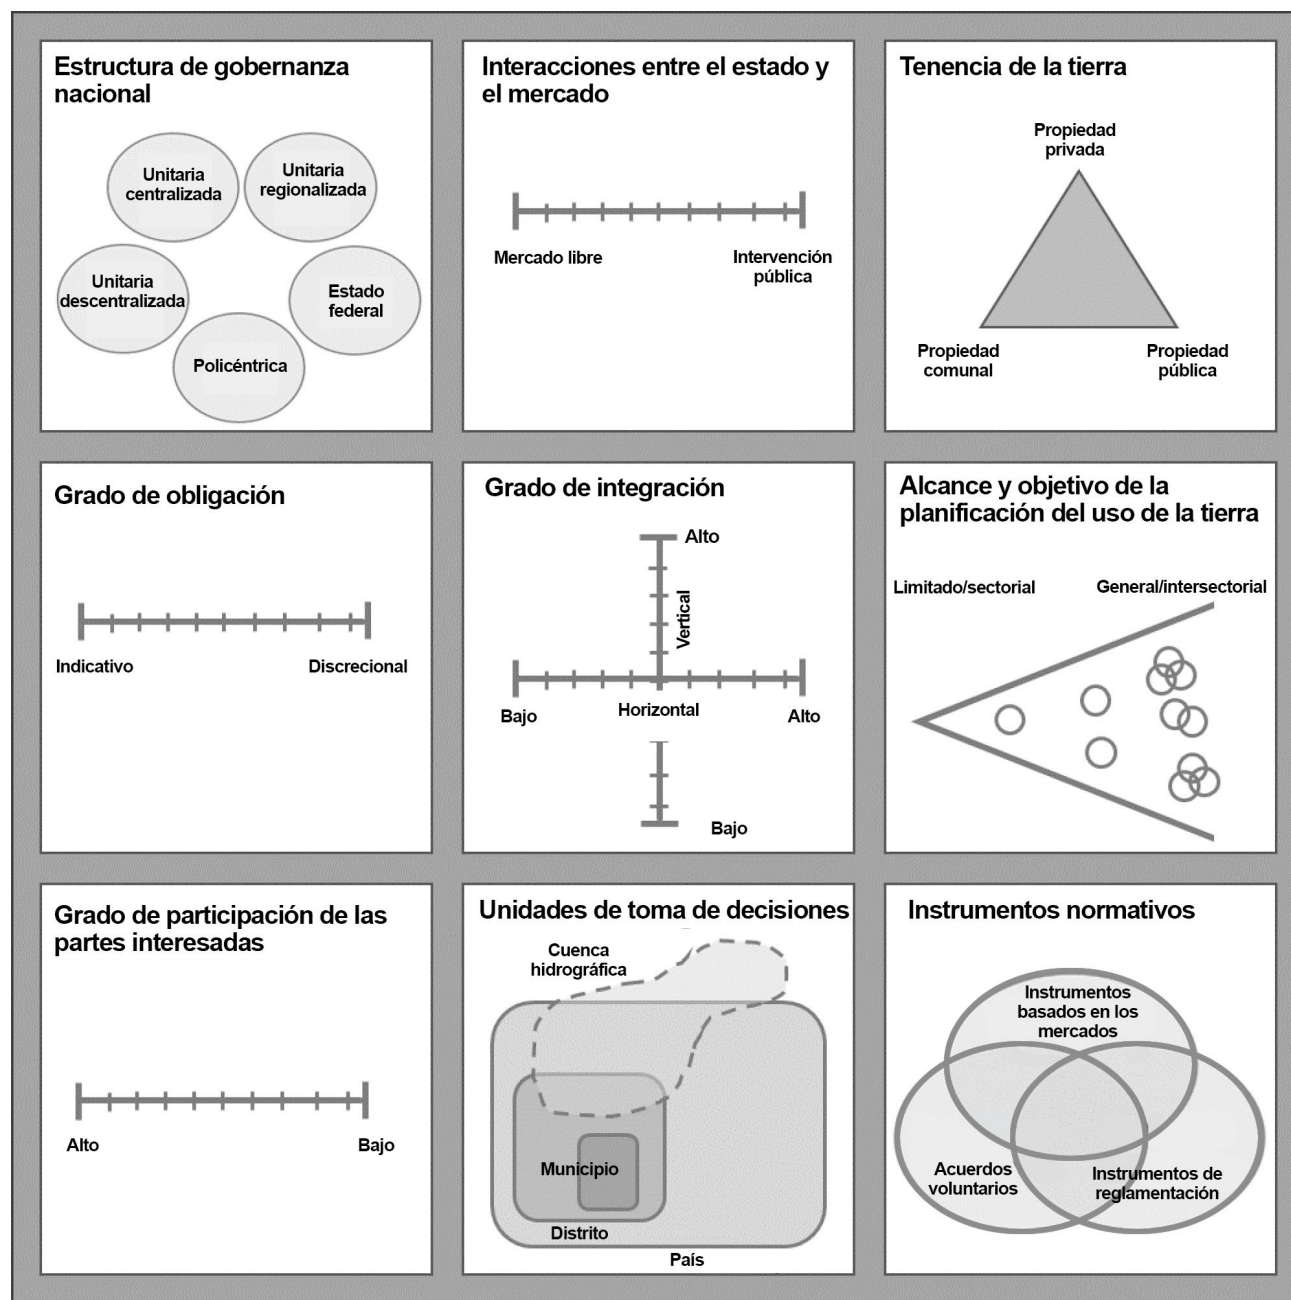 Estructura de gobernanza
nacional
Unitaria
centralizada
Unitaria
regionalizada
Unitaria
descentralizada
Estado
federal
Policéntrica
Interacciones entre el estado y
el mercado
Mercado libre
Intervención
pública
Tenencia de la tierra
Propiedad
privada
Propiedad
comunal
Propiedad
pública
Grado de obligación
Indicativo
Discrecional
Grado de integración
Alto
Vertical
Bajo
Horizontal
Alto
Bajo
Alcance y objetivo de la
planificación del uso de la tierra
Limitado/sectorial
General/intersectorial
Grado de participación de las
partes interesadas
Alto
Bajo
Unidades de toma de decisiones
Cuenca
hidrográfica
Municipio
Distrito
País
Instrumentos normativos
Instrumentos
basados en los
mercados
Acuerdos
voluntarios
Instrumentos de
reglamentación